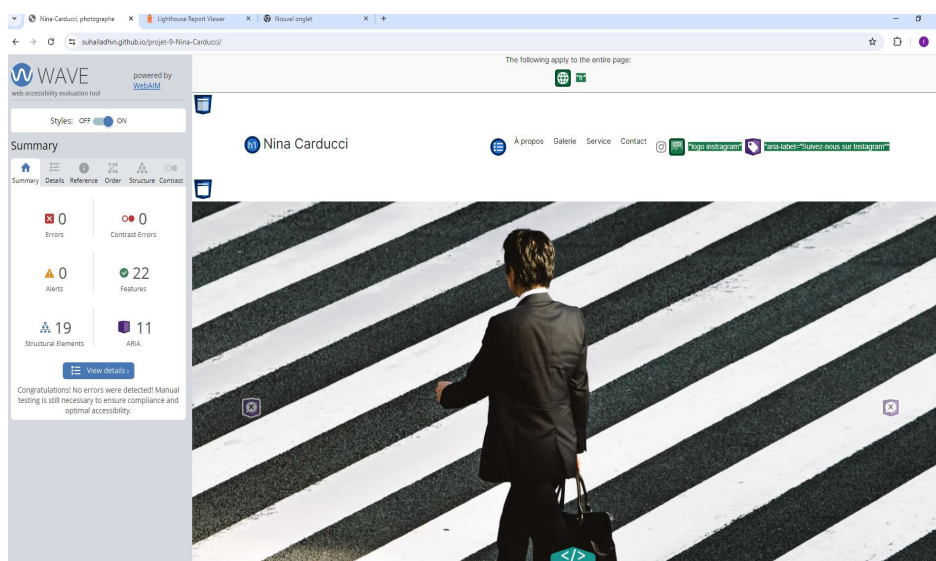 Nina-Carducci, photographe
Lighthouse Report Viewer
Nouvel onglet
suhailadhin.github.io/projet-9-Nina-Carducci/
WAVE
powered by
WebAIM
web accessibility evaluation tool
Styles: OFF ON
Summary
Summary Details Reference Order Structure Contrast
0 0
Errors Contrast Errors
0 22
Alerts Features
19 11
Structural Elements ARIA
View details ›
Congratulations! No errors were detected! Manual
testing is still necessary to ensure compliance and
optimal accessibility.
The following apply to the entire page:
"fr"
h1 Nina Carducci
À propos Galerie Service Contact
*logo instragram*
*aria-label="Suivez-nous sur Instagram"*
</>